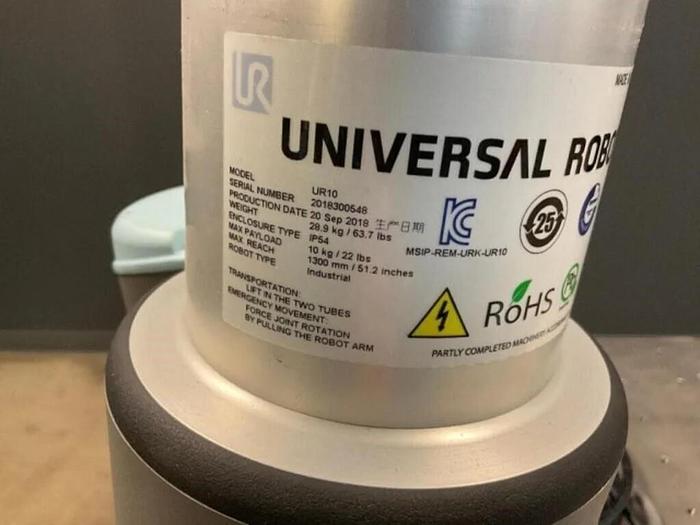 UR
MADE
UNIVERSAL ROBO
MODEL UR10
SERIAL NUMBER 2018300548
PRODUCTION DATE 20 Sep 2018 生产日期
WEIGHT 28.9 kg / 63.7 lbs
ENCLOSURE TYPE IP54
MAX PAYLOAD 10 kg / 22 lbs
MAX. REACH 1300 mm / 51.2 inches
ROBOT TYPE Industrial
KC
MSIP-REM-URK-UR10
25
TRANSPORTATION:
LIFT IN THE TWO TUBES
EMERGENCY MOVEMENT:
FORCE JOINT ROTATION
BY PULLING THE ROBOT ARM
RoHS
PARTLY COMPLETED MACHINERY